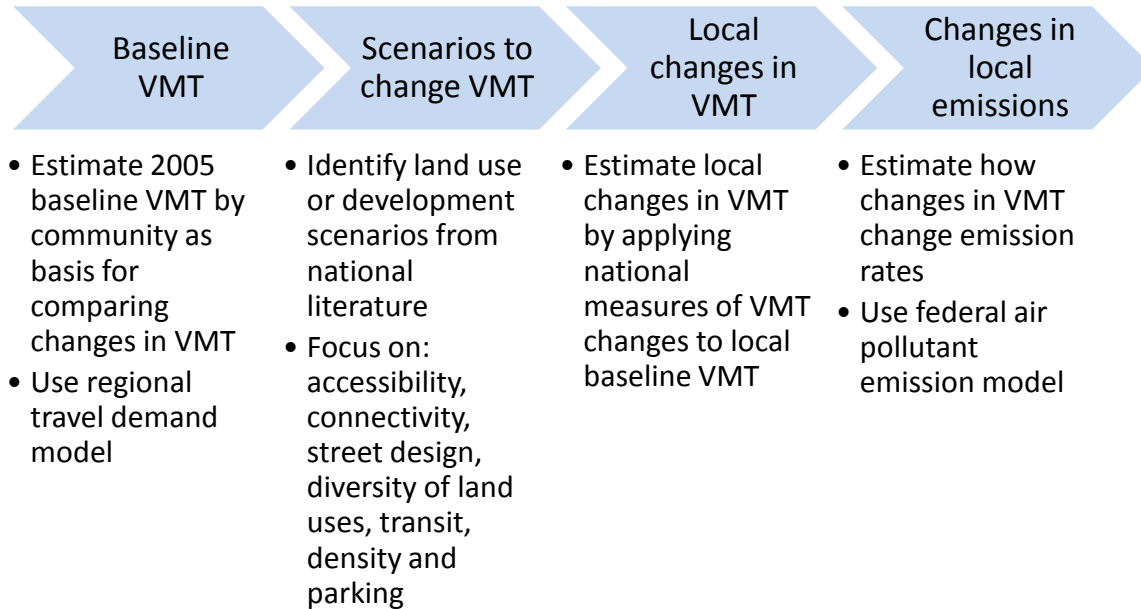 Baseline
VMT
Scenarios to
change VMT
Local
changes in
VMT
Changes in
local
emissions
• Estimate 2005
baseline VMT by
community as
basis for
comparing
changes in VMT
• Use regional
travel demand
model
• Identify land use
or development
scenarios from
national
literature
• Focus on:
accessibility,
connectivity,
street design,
diversity of land
uses, transit,
density and
parking
• Estimate local
changes in VMT
by applying
national
measures of VMT
changes to local
baseline VMT
• Estimate how
changes in VMT
change emission
rates
• Use federal air
pollutant
emission model